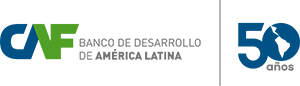 CAF BANCO DE DESARROLLO
DE AMÉRICA LATINA
50
años